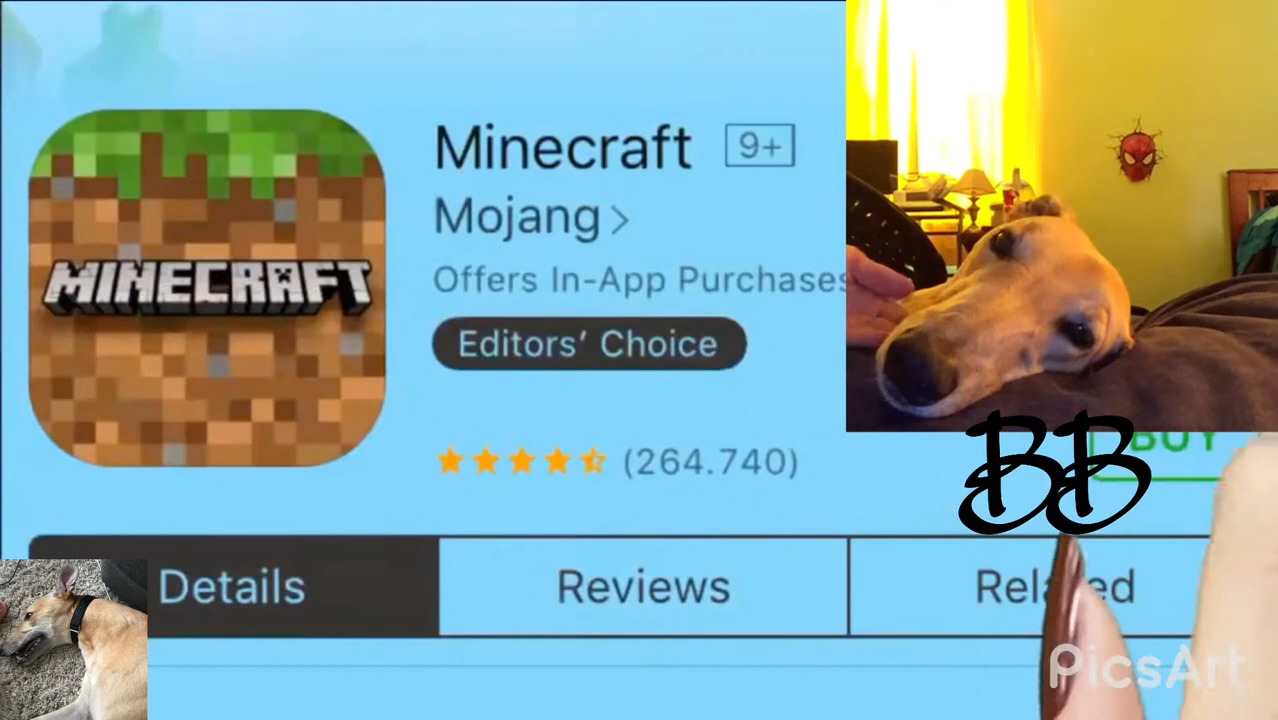 Minecraft 9+
Mojang >
Offers In-App Purchases
MINECRAFT
Editors’ Choice
(264.740)
BUY
BB
Details Reviews Related
PicsArt